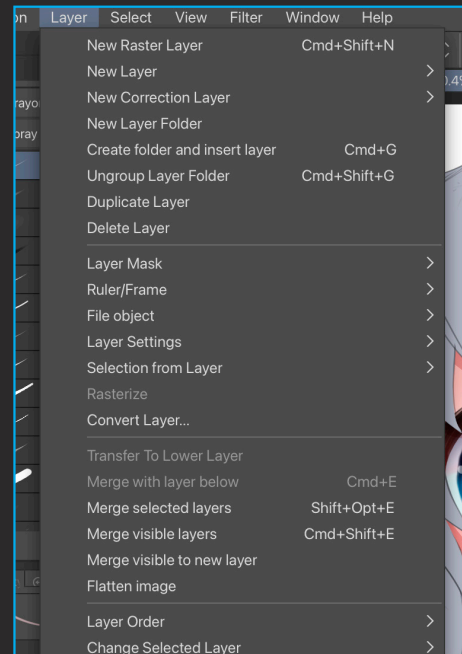 on Layer Select View Filter Window Help
New Raster Layer Cmd+Shift+N
New Layer
New Correction Layer
New Layer Folder
Create folder and insert layer Cmd+G
Ungroup Layer Folder Cmd+Shift+G
Duplicate Layer
Delete Layer
Layer Mask
Ruler/Frame
File object
Layer Settings
Selection from Layer
Rasterize
Convert Layer...
Transfer To Lower Layer
Merge with layer below Cmd+E
Merge selected layers Shift+Opt+E
Merge visible layers Cmd+Shift+E
Merge visible to new layer
Flatten image
Layer Order
Change Selected Layer